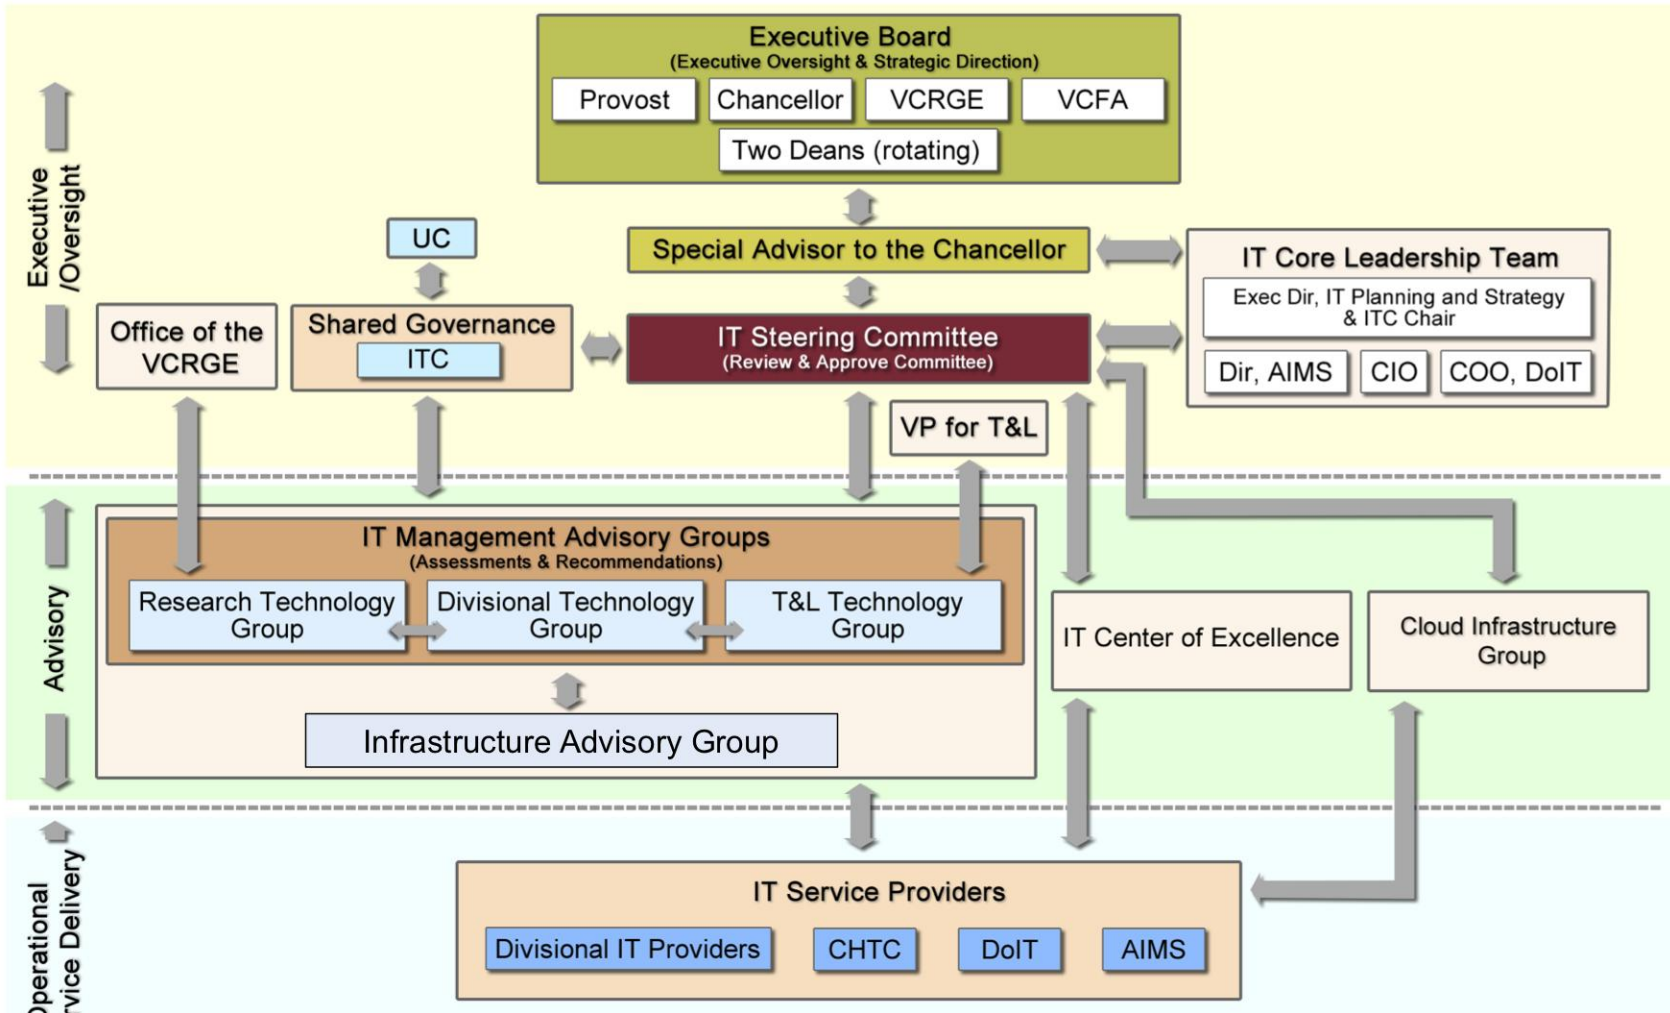 Executive Board
(Executive Oversight & Strategic Direction)
Provost
Chancellor
VCRGE
VCFA
Two Deans (rotating)
Executive
/Oversight
UC
Special Advisor to the Chancellor
IT Core Leadership Team
Exec Dir, IT Planning and Strategy
& ITC Chair
Dir, AIMS
CIO
COO, DoIT
Office of the
VCRGE
Shared Governance
ITC
IT Steering Committee
(Review & Approve Committee)
VP for T&L
Advisory
IT Management Advisory Groups
(Assessments & Recommendations)
Research Technology
Group
Divisional Technology
Group
T&L Technology
Group
IT Center of Excellence
Cloud Infrastructure
Group
Infrastructure Advisory Group
Operational
rvice Delivery
IT Service Providers
Divisional IT Providers
CHTC
DoIT
AIMS